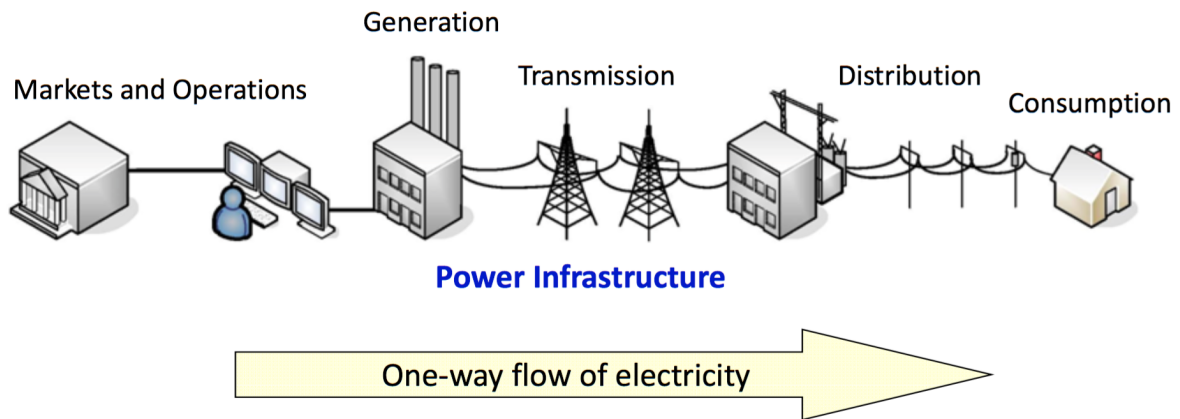 Generation
Markets and Operations
Transmission
Distribution
Consumption
Power Infrastructure
One-way flow of electricity